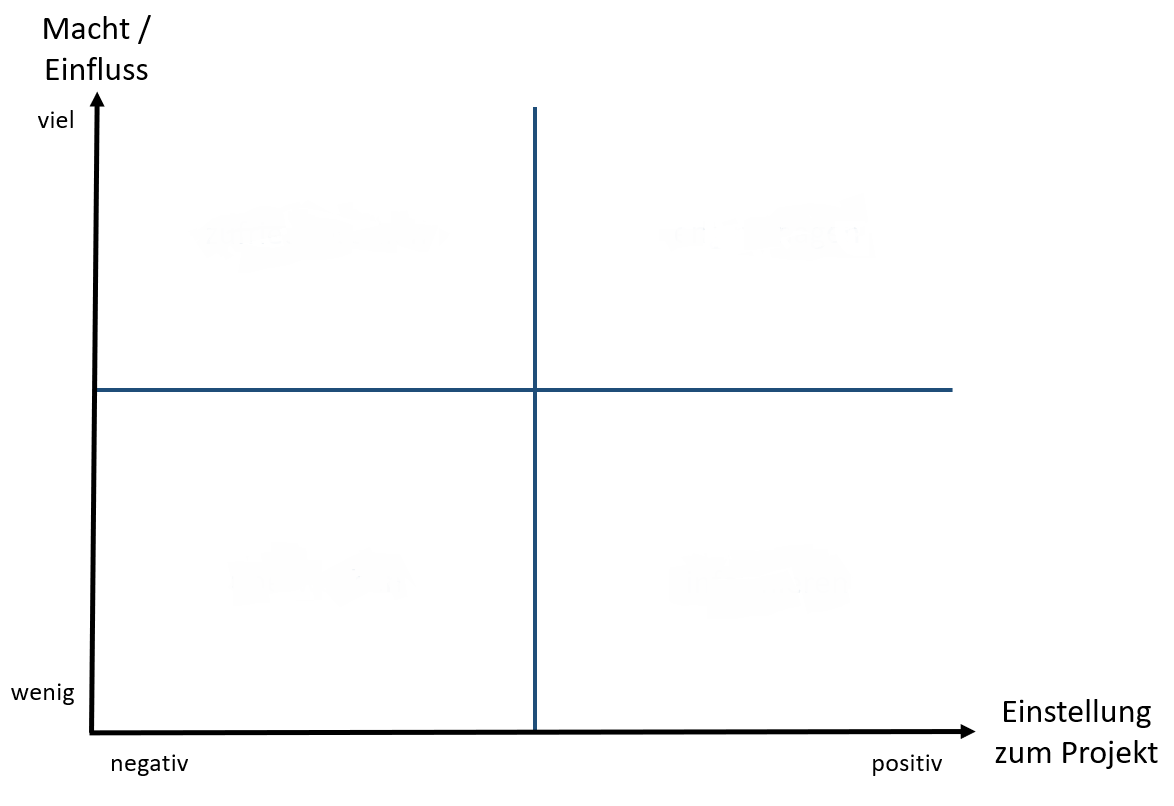 Macht /
Einfluss
viel
wenig
negativ
positiv
Einstellung
zum Projekt